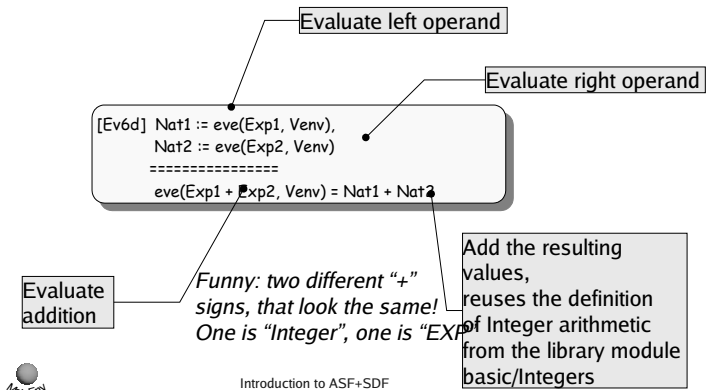 Evaluate left operand
Evaluate right operand
[Ev6d] Nat1 := eve(Exp1, Venv),
Nat2 := eve(Exp2, Venv)
================
eve(Exp1 + Exp2, Venv) = Nat1 + Nat2
Evaluate
addition
Funny: two different “+”
signs, that look the same!
One is “Integer”, one is “EXP”
Add the resulting
values,
reuses the definition
of Integer arithmetic
from the library module
basic/Integers
Introduction to ASF+SDF